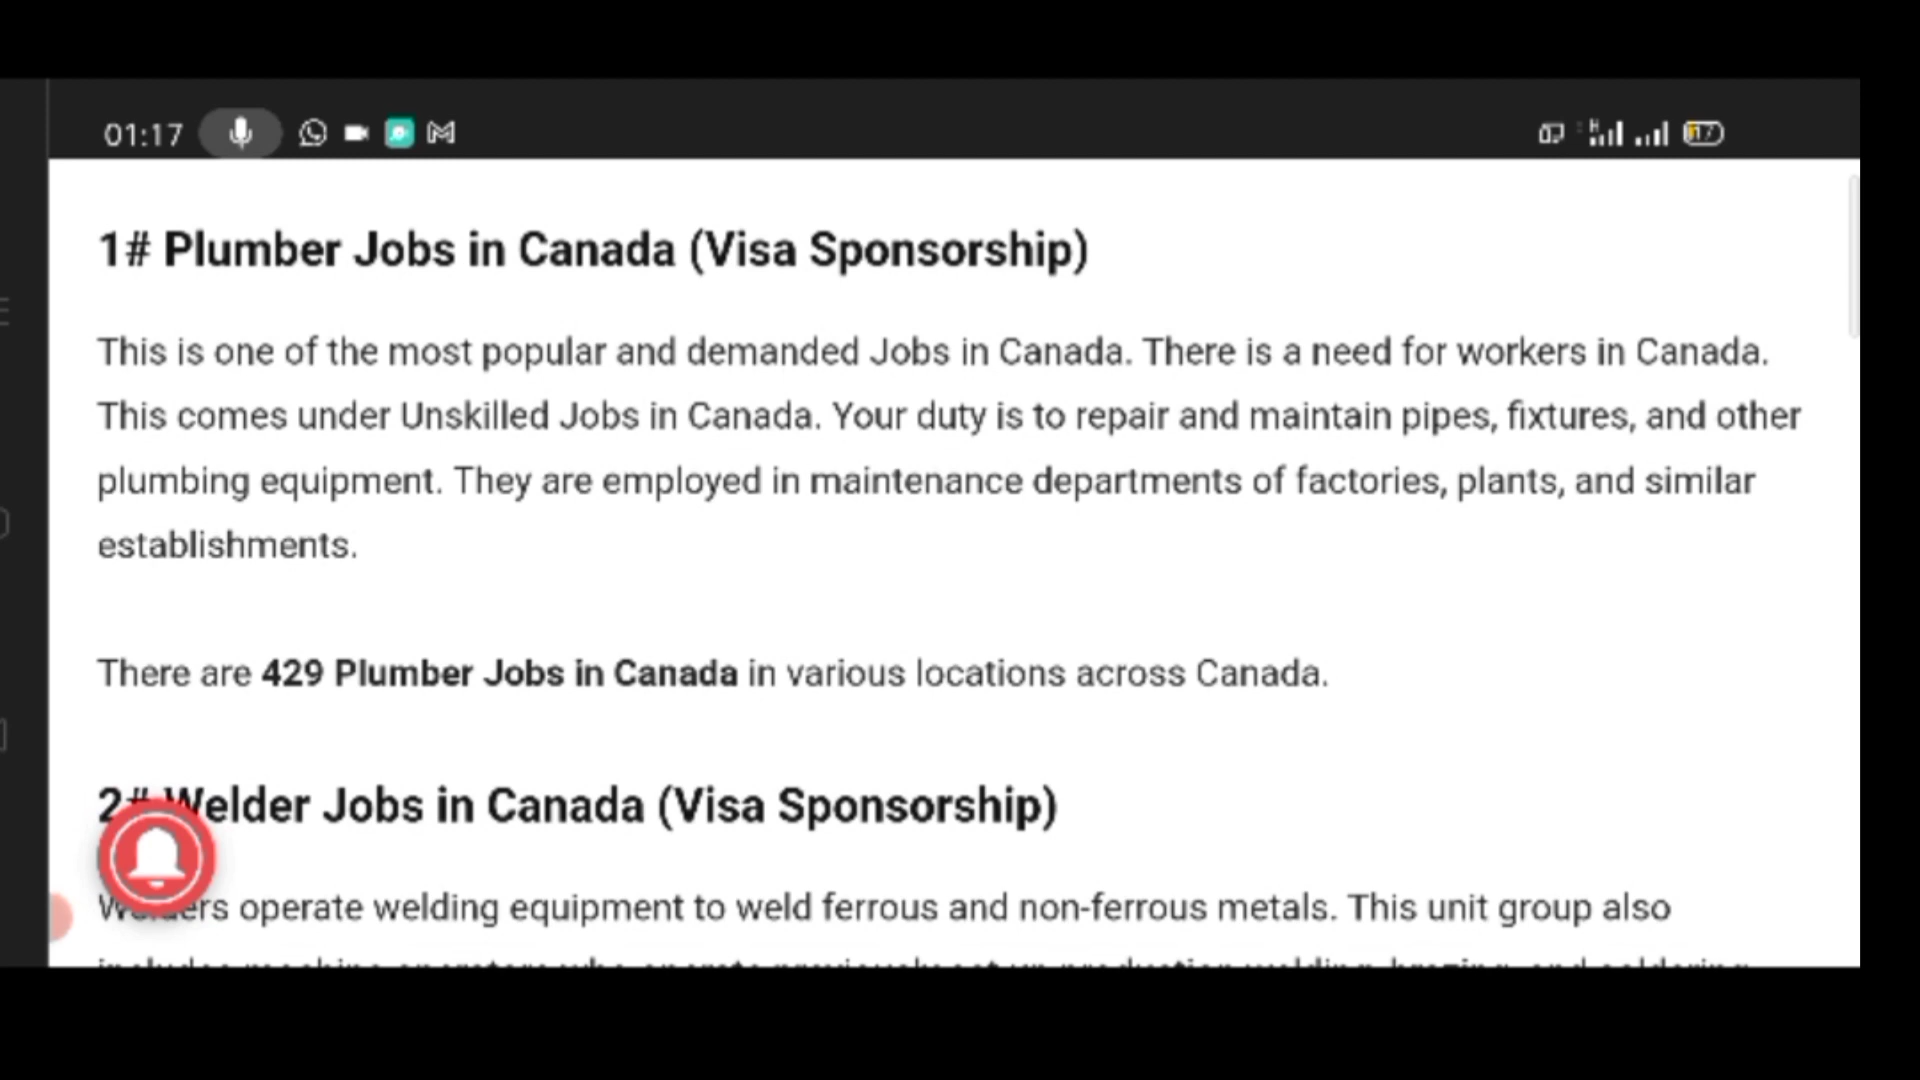 01:17
H
17
1# Plumber Jobs in Canada (Visa Sponsorship)
This is one of the most popular and demanded Jobs in Canada. There is a need for workers in Canada.
This comes under Unskilled Jobs in Canada. Your duty is to repair and maintain pipes, fixtures, and other
plumbing equipment. They are employed in maintenance departments of factories, plants, and similar
establishments.
There are 429 Plumber Jobs in Canada in various locations across Canada.
2# Welder Jobs in Canada (Visa Sponsorship)
Welders operate welding equipment to weld ferrous and non-ferrous metals. This unit group also